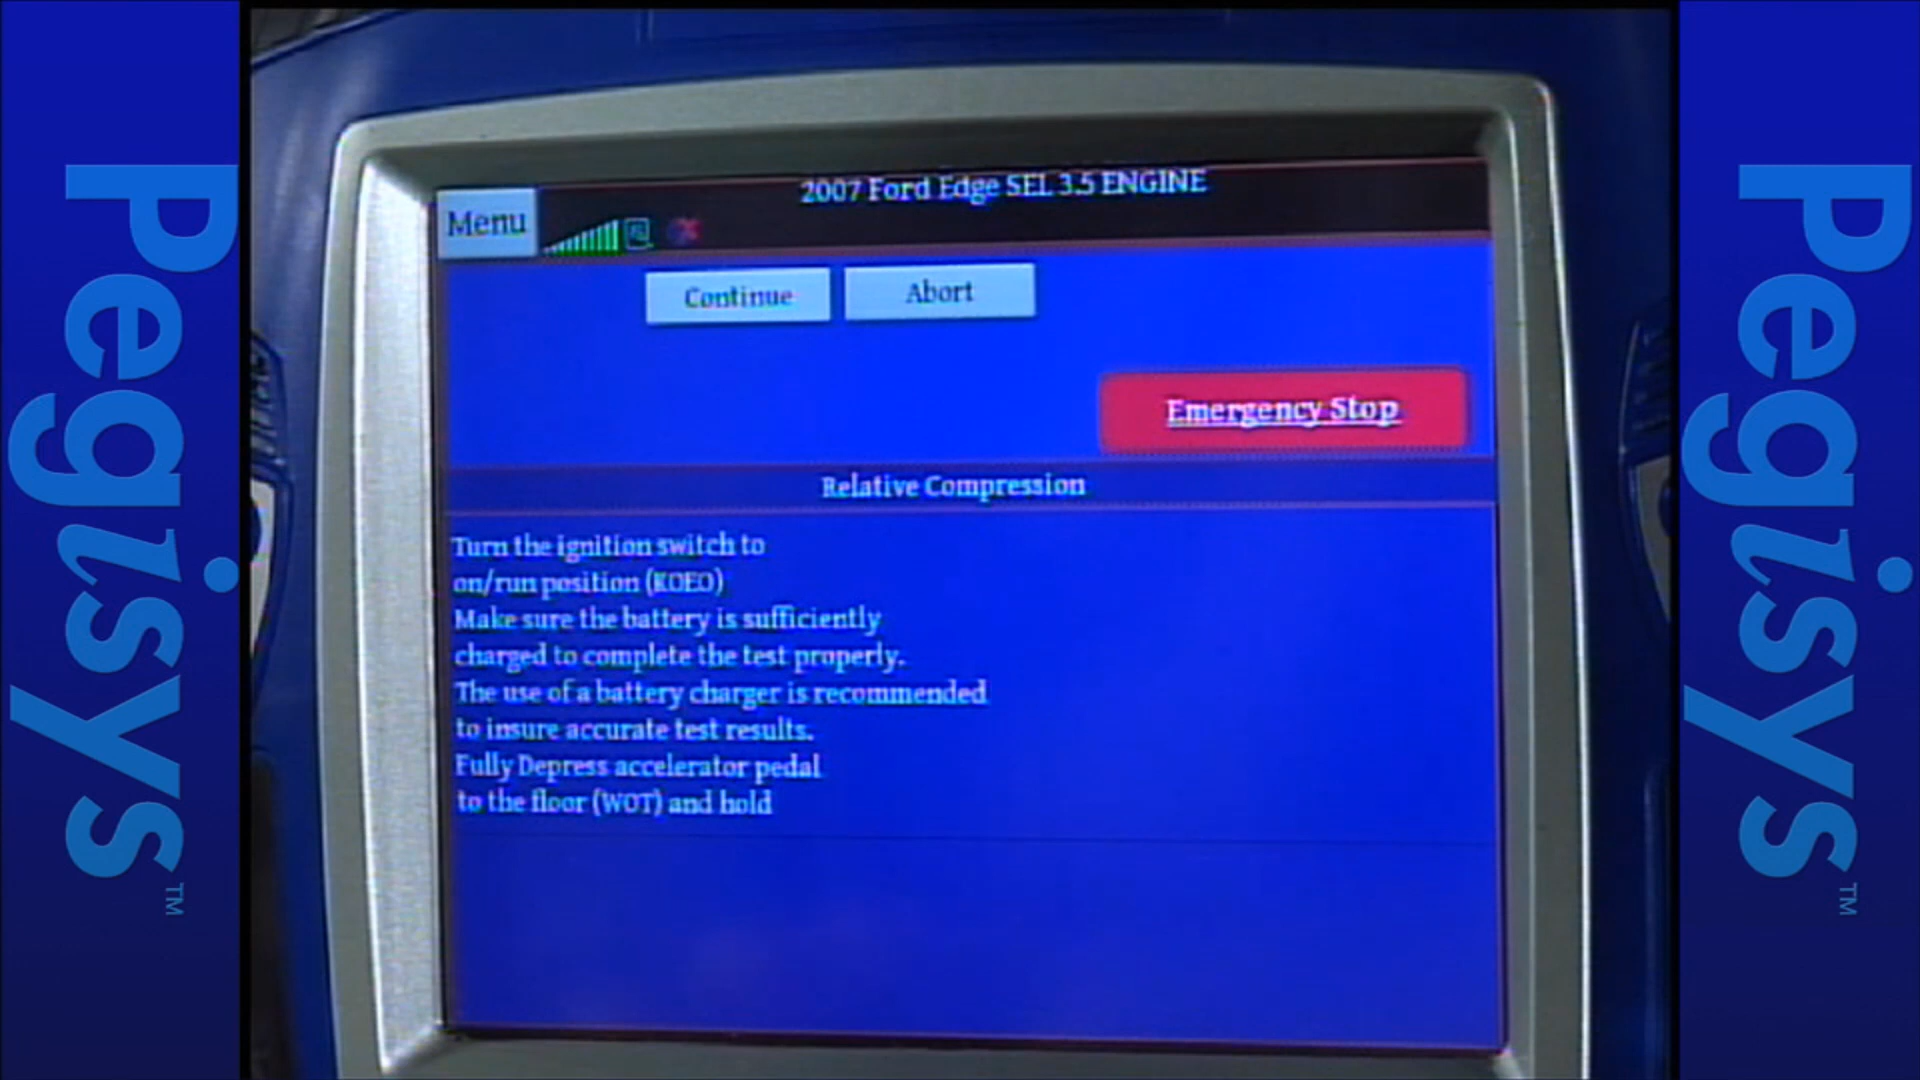 Pegisys™
2007 Ford Edge SEL 3.5 ENGINE
Menu
Continue
Abort
Emergency Stop
Relative Compression
Turn the ignition switch to
on/run position (KOEO)
Make sure the battery is sufficiently
charged to complete the test properly.
The use of a battery charger is recommended
to insure accurate test results.
Fully Depress accelerator pedal
to the floor (WOT) and hold
Pegisys™